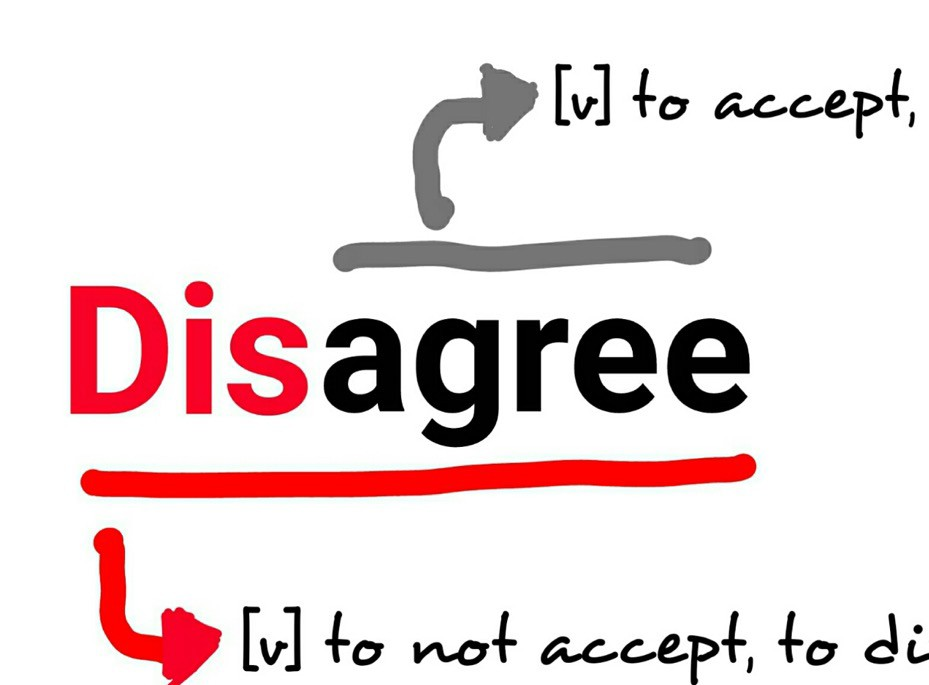 [v] to accept,
Disagree
[v] to not accept, to